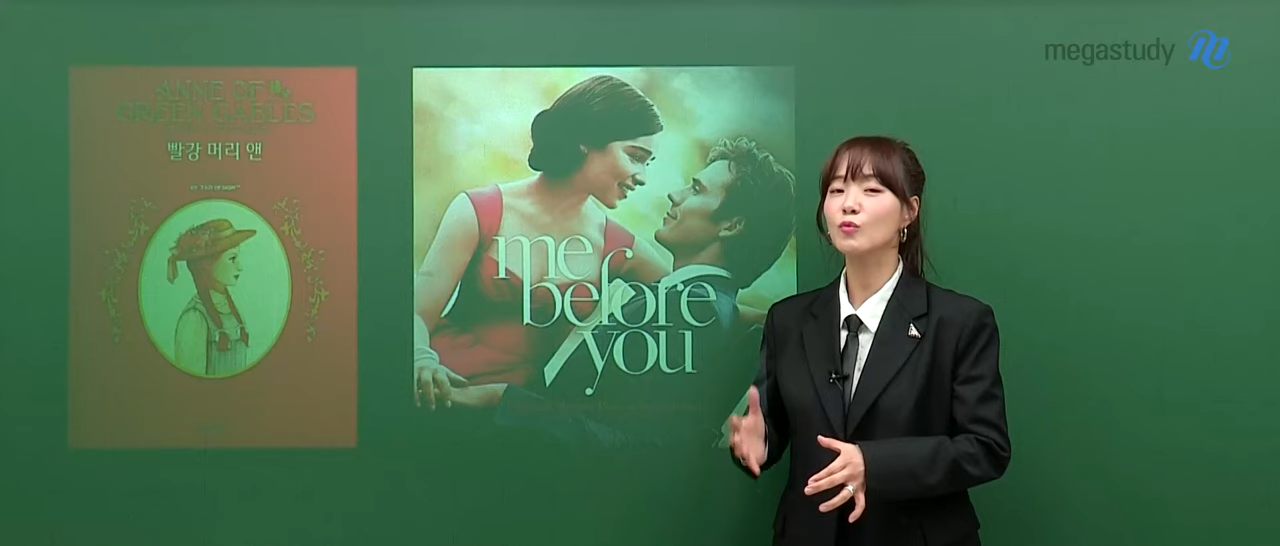 megastudy
ANNE OF
GREEN GABLES
빨강 머리 앤
me
before
you